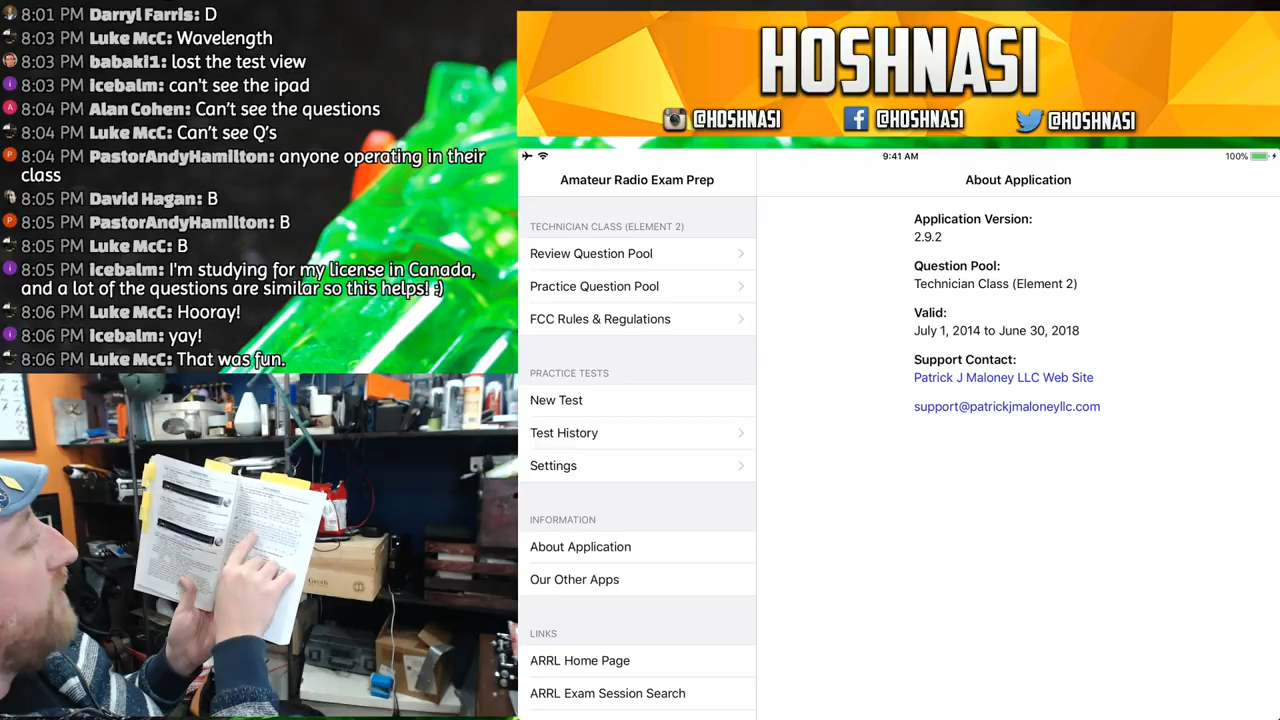 8:01 PM Darryl Farris: D
8:03 PM Luke McC: Wavelength
8:03 PM babaki1: lost the test view
8:03 PM icebalm: can't see the ipad
8:04 PM Alan Cohen: Can't see the questions
8:04 PM Luke McC: Can't see Q's
8:04 PM PastorAndyHamilton: anyone operating in their
class
8:05 PM David Hagan: B
8:05 PM PastorAndyHamilton: B
8:05 PM Luke McC: B
8:05 PM icebalm: I'm studying for my license in Canada,
and a lot of the questions are similar so this helps! :)
8:06 PM Luke McC: Hooray!
8:06 PM icebalm: yay!
8:06 PM Luke McC: That was fun.
HOSHNASI
@HOSHNASI @HOSHNASI @HOSHNASI
9:41 AM 100%
Amateur Radio Exam Prep
TECHNICIAN CLASS (ELEMENT 2)
Review Question Pool
Practice Question Pool
FCC Rules & Regulations
PRACTICE TESTS
New Test
Test History
Settings
INFORMATION
About Application
Our Other Apps
LINKS
ARRL Home Page
ARRL Exam Session Search
About Application
Application Version:
2.9.2
Question Pool:
Technician Class (Element 2)
Valid:
July 1, 2014 to June 30, 2018
Support Contact:
Patrick J Maloney LLC Web Site
support@patrickjmaloneyllc.com